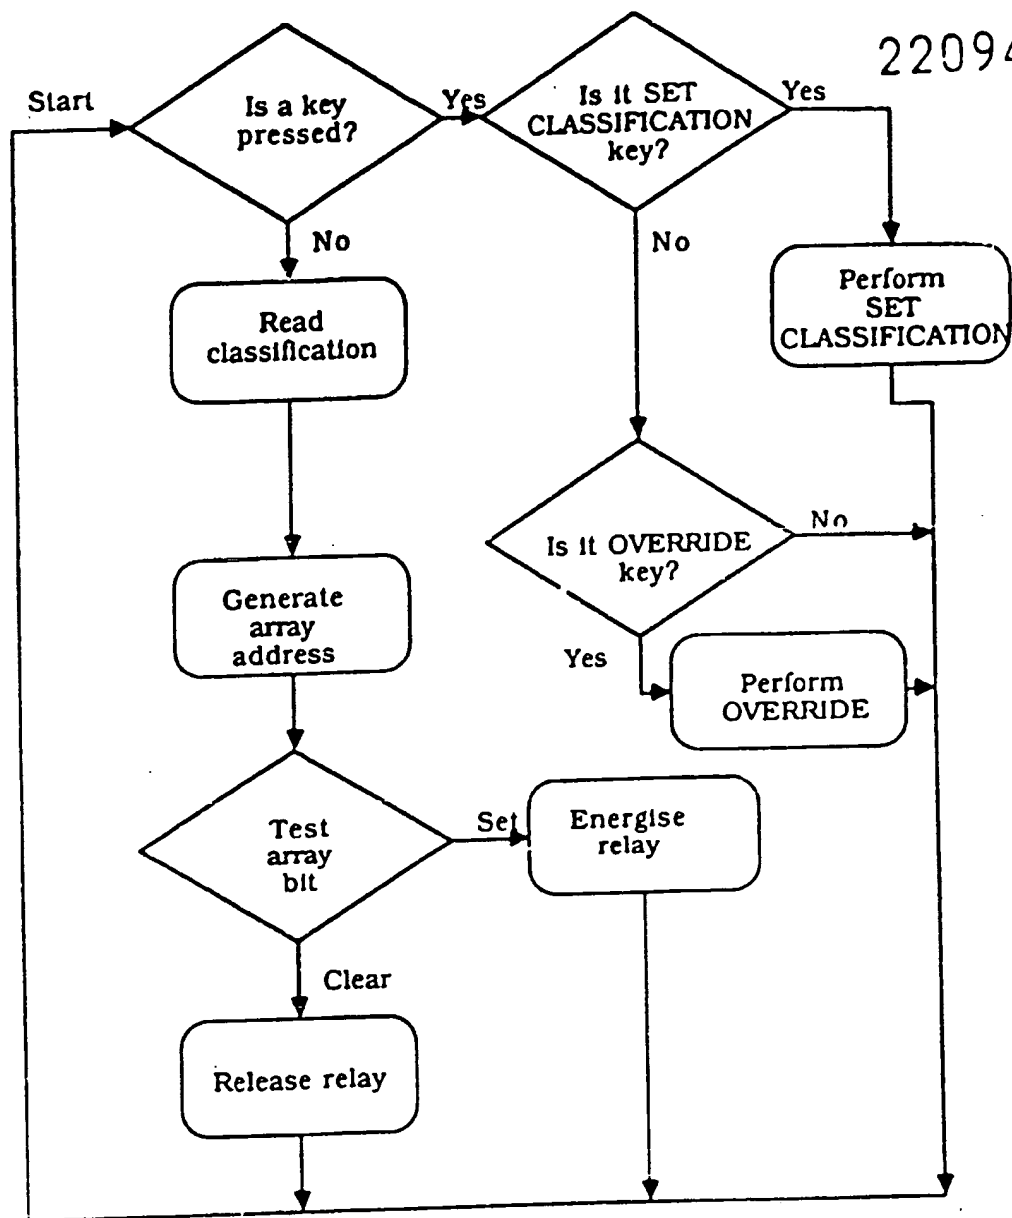 22094
Start
Is a key
pressed?
Yes
Is it SET
CLASSIFICATION
key?
Yes
No
No
Perform
SET
CLASSIFICATION
Read
classification
Is it OVERRIDE
key?
No
Generate
array
address
Yes
Perform
OVERRIDE
Test
array
bit
Set
Energise
relay
Clear
Release relay